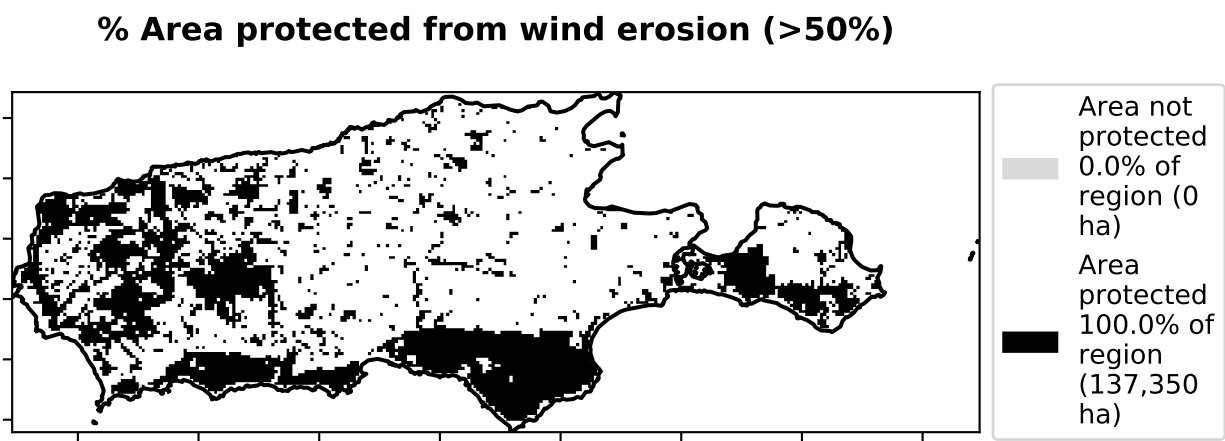 % Area protected from wind erosion (>50%)
Area not
protected
0.0% of
region (0
ha)
Area
protected
100.0% of
region
(137,350
ha)